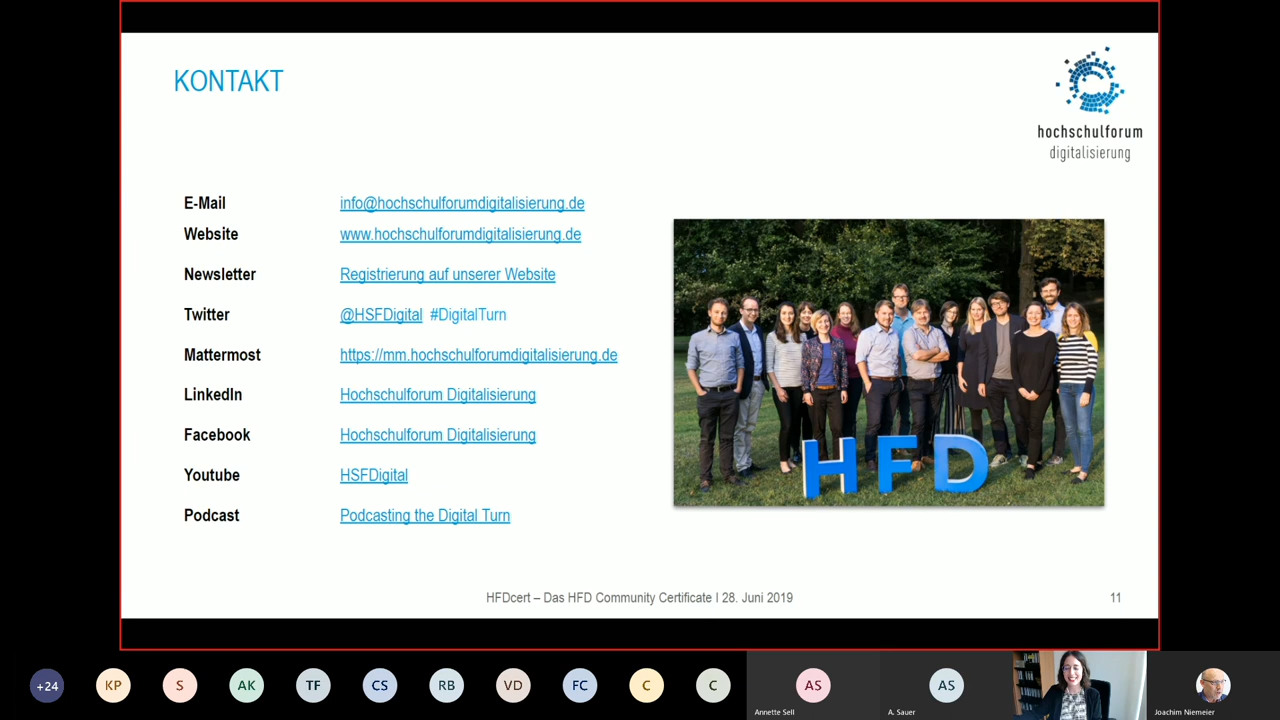 KONTAKT
hochschulforum
digitalisierung
E-Mail info@hochschulforumdigitalisierung.de
Website www.hochschulforumdigitalisierung.de
Newsletter Registrierung auf unserer Website
Twitter @HSFDigital #DigitalTurn
Mattermost https://mm.hochschulforumdigitalisierung.de
LinkedIn Hochschulforum Digitalisierung
Facebook Hochschulforum Digitalisierung
Youtube HSFDigital
Podcast Podcasting the Digital Turn
HFD
HFDcert – Das HFD Community Certificate I 28. Juni 2019 11
+24 KP S AK TF CS RB VD FC C C AS AS
Annette Sell A. Sauer Joachim Niemeier